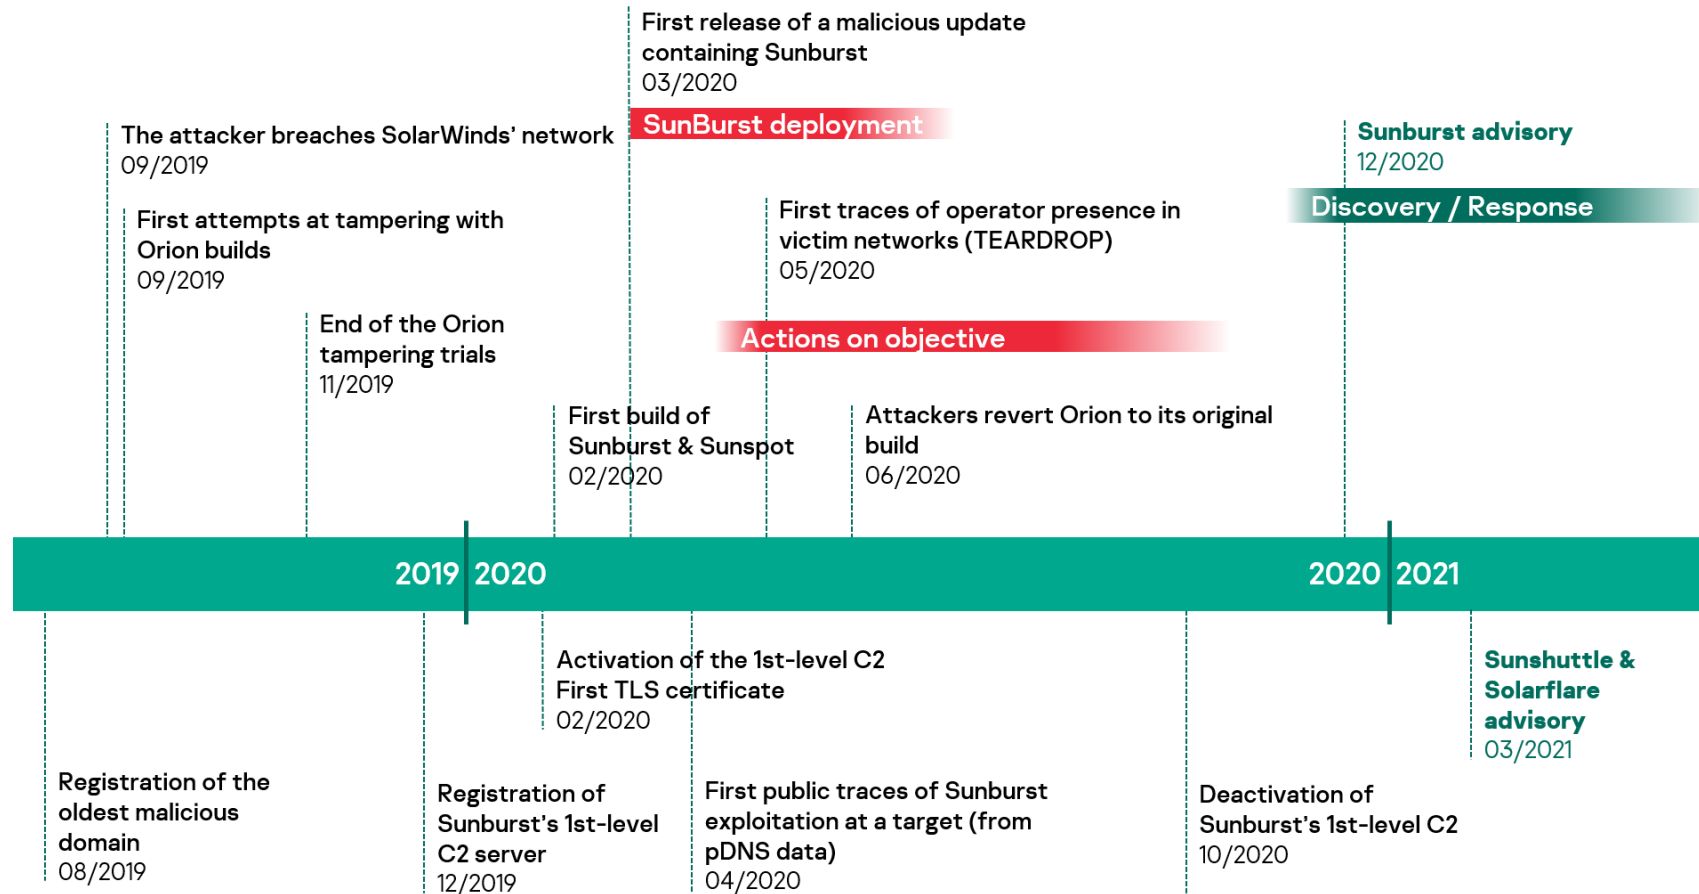 First release of a malicious update
containing Sunburst
03/2020
SunBurst deployment
The attacker breaches SolarWinds’ network
09/2019
Sunburst advisory
12/2020
Discovery / Response
First attempts at tampering with
Orion builds
09/2019
First traces of operator presence in
victim networks (TEARDROP)
05/2020
End of the Orion
tampering trials
11/2019
Actions on objective
First build of
Sunburst & Sunspot
02/2020
Attackers revert Orion to its original
build
06/2020
2019 2020
2020 2021
Activation of the 1st-level C2
First TLS certificate
02/2020
Sunshuttle &
Solarflare
advisory
03/2021
Registration of the
oldest malicious
domain
08/2019
Registration of
Sunburst’s 1st-level
C2 server
12/2019
First public traces of Sunburst
exploitation at a target (from
pDNS data)
04/2020
Deactivation of
Sunburst’s 1st-level C2
10/2020